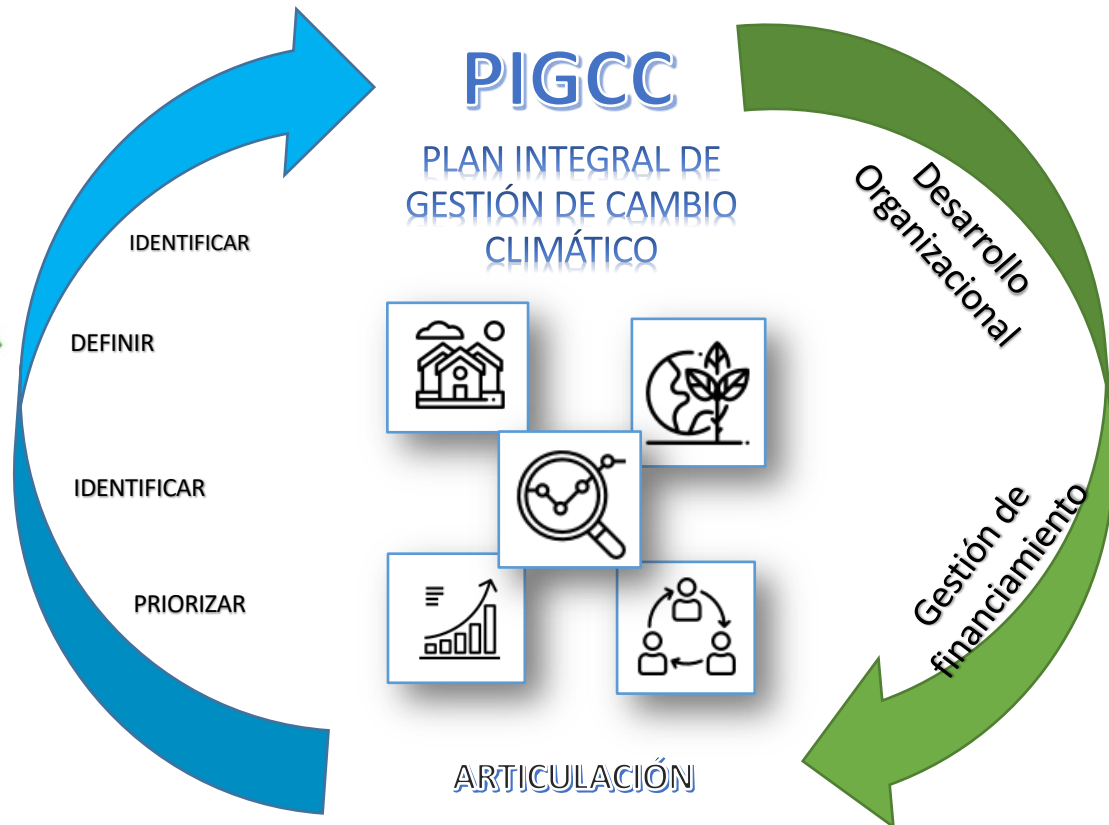 PIGCC
PLAN INTEGRAL DE
GESTIÓN DE CAMBIO
CLIMÁTICO
IDENTIFICAR
DEFINIR
IDENTIFICAR
PRIORIZAR
Desarrollo
Organizacional
Gestión de
financiamiento
ARTICULACIÓN